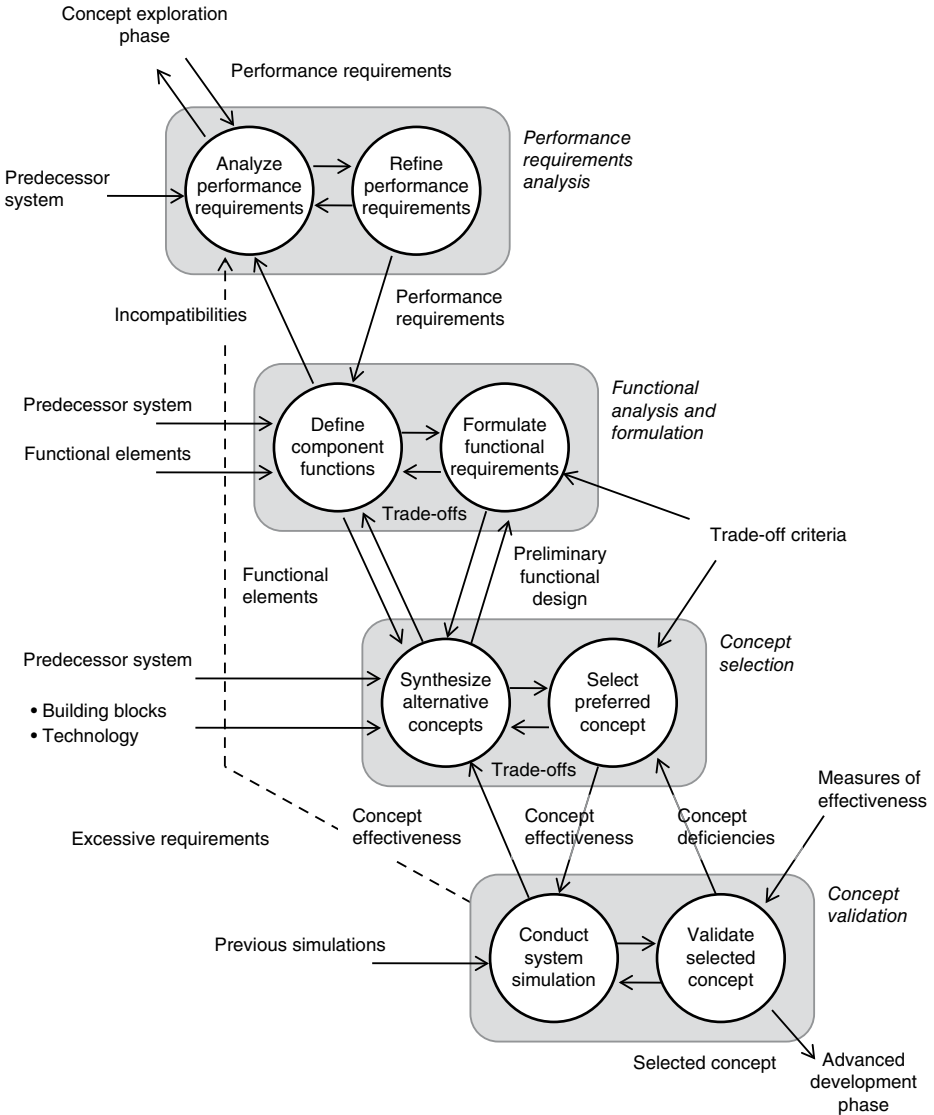 Concept exploration
phase
Performance requirements
Performance
requirements
analysis
Analyze
performance
requirements
Refine
performance
requirements
Predecessor
system
Incompatibilities
Performance
requirements
Functional
analysis and
formulation
Predecessor system
Functional elements
Define
component
functions
Formulate
functional
requirements
Trade-offs
Trade-off criteria
Functional
elements
Preliminary
functional
design
Concept
selection
Predecessor system
• Building blocks
• Technology
Synthesize
alternative
concepts
Select
preferred
concept
Trade-offs
Measures of
effectiveness
Excessive requirements
Concept
effectiveness
Concept
effectiveness
Concept
deficiencies
Concept
validation
Previous simulations
Conduct
system
simulation
Validate
selected
concept
Selected concept
Advanced
development
phase